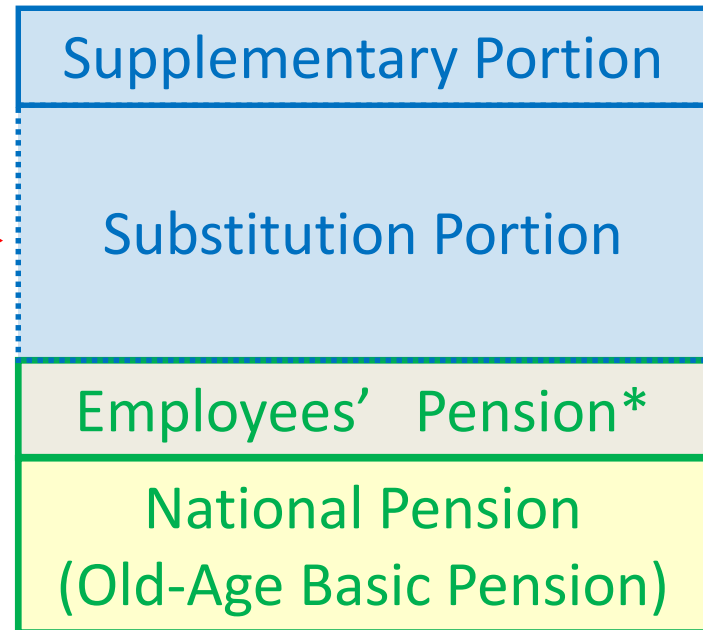 Supplementary Portion
Substitution Portion
Employees’ Pension*
National Pension
(Old-Age Basic Pension)